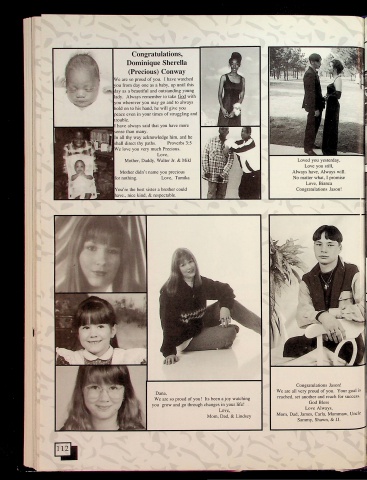 Congratulations,
Dominique Sherella
(Precious) Conway
We are so proud of you. I have watched
you from day one as a baby, up until this
day as a beautiful and outstanding young
lady. Always remember to take God with
you wherever you may go and to always
hold on to his hand, he will give you
peace even in your times of struggling and
trouble.
I have always said that you have more
sense than many.
In all thy ways acknowledge him, and he
shall direct thy paths. Proverbs 3:5
We love you very much Precious
Love,
Mother, Daddy, Walter Jr. & Niki
Mother didn't name you precious
for nothing. Love, Tanuka
You're the best sister a brother could
have.. nice kind, & respectable.
Loved you yesterday,
Love you still,
Always have, Always will.
No matter what, I promise
Love, Bianca
Congratulations Jason!
Dana,
We are so proud of you! Its been a joy watching
you grow and go through changes in your life!
Love,
Mom, Dad, & Lindsey
Congratulations Jason!
We are all very proud of you. Your goal is
reached, set another and reach for success.
God Bless
Love Always,
Mom, Dad, James, Carla, Mommam, Uncle
Sammy, Shawn, & JJ.
112